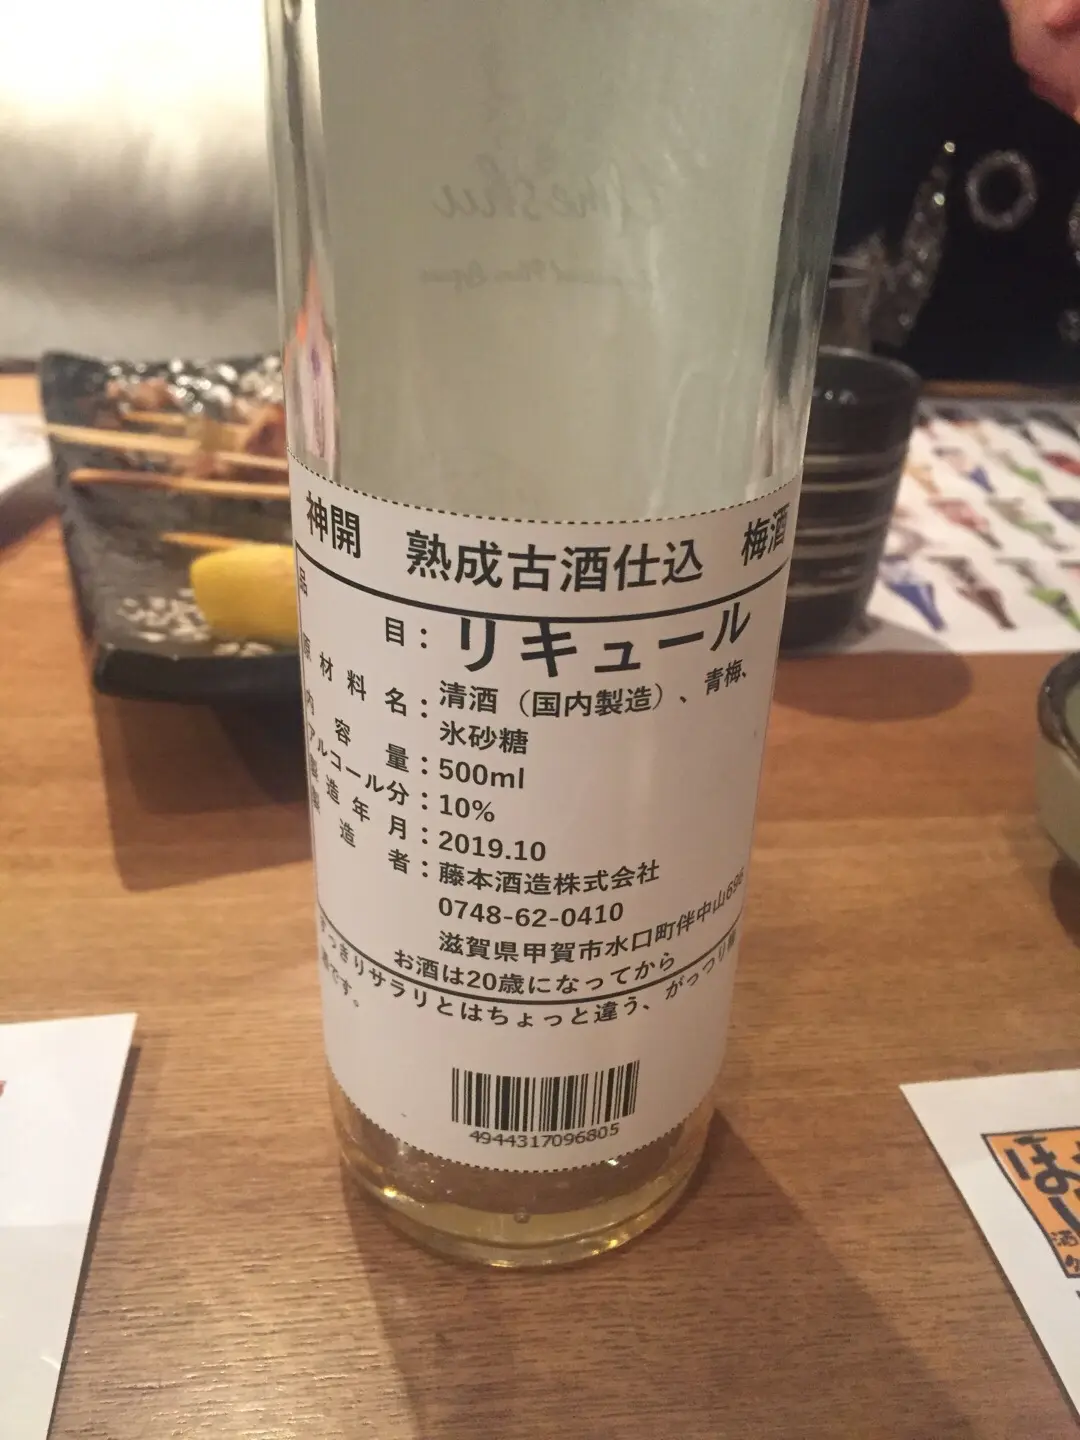 神開 熟成古酒仕込 梅酒
品目：リキュール
原材料名：清酒（国内製造）、青梅、
氷砂糖
内容量：500ml
アルコール分：10%
製造年月：2019.10
製造者：藤本酒造株式会社
0748-62-0410
滋賀県甲賀市水口町伴中山696
お酒は20歳になってから
すっきりサラリとはちょっと違う、がっつり
です。
4944317096805
Umeshu